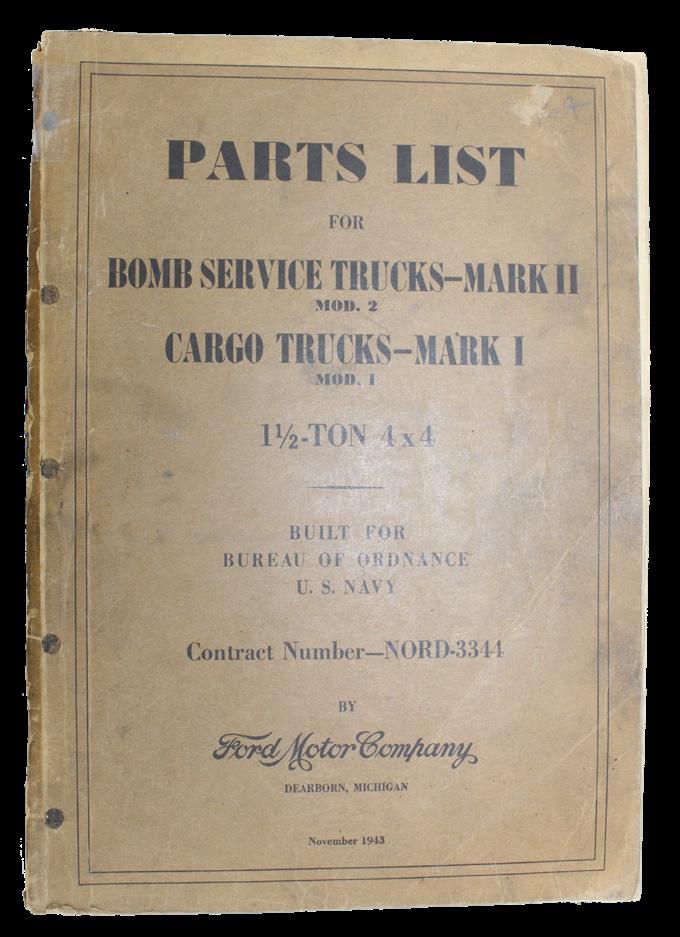 PARTS LIST
FOR
BOMB SERVICE TRUCKS–MARK II
MOD. 2
CARGO TRUCKS–MARK I
MOD. 1
1½-TON 4x4
BUILT FOR
BUREAU OF ORDNANCE
U. S. NAVY
Contract Number—NORD-3344
BY
Ford Motor Company
DEARBORN, MICHIGAN
November 1943